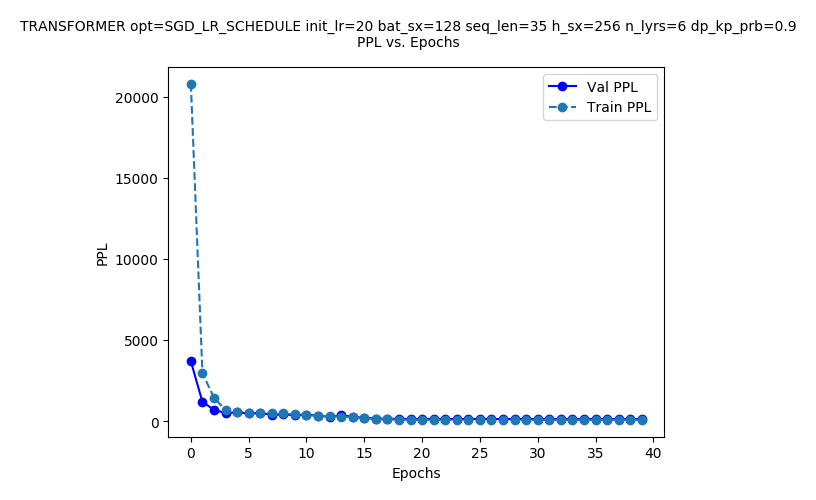 TRANSFORMER opt=SGD_LR_SCHEDULE init_lr=20 bat_sx=128 seq_len=35 h_sx=256 n_lyrs=6 dp_kp_prb=0.9
PPL vs. Epochs
Val PPL
Train PPL
20000
15000
10000
5000
0
PPL
0 5 10 15 20 25 30 35 40
Epochs